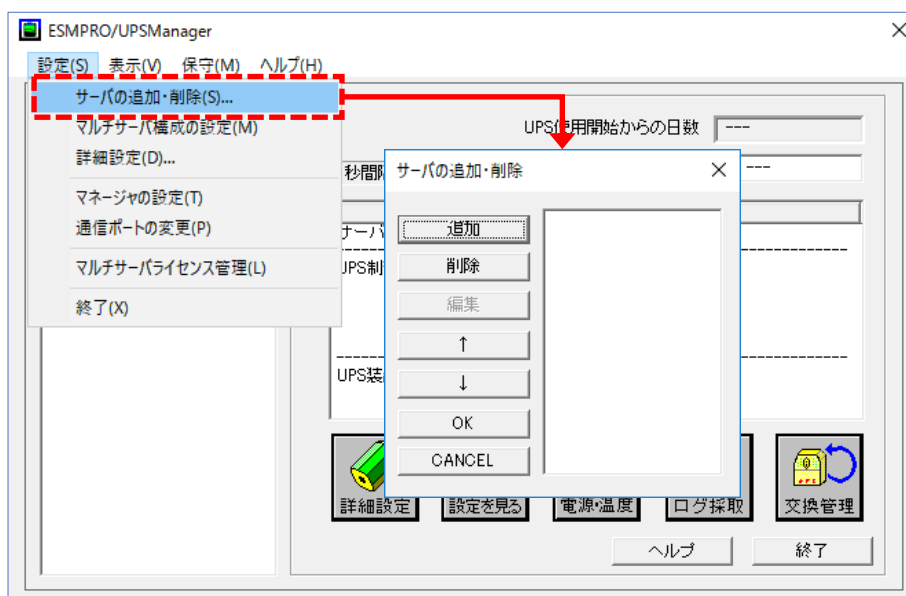 ESMPRO/UPSManager
設定(S) 表示(V) 保守(M) ヘルプ(H)
サーバの追加・削除(S)...
マルチサーバ構成の設定(M)
詳細設定(D)...
マネージャの設定(T)
通信ポートの変更(P)
マルチサーバライセンス管理(L)
終了(X)
UPS使用開始からの日数 ---
秒間 ---
サーバ
UPS制
UPS装
サーバの追加・削除
追加
削除
編集
↑
↓
OK
CANCEL
詳細設定 設定を見る 電源・温度 ログ採取 交換管理
ヘルプ 終了